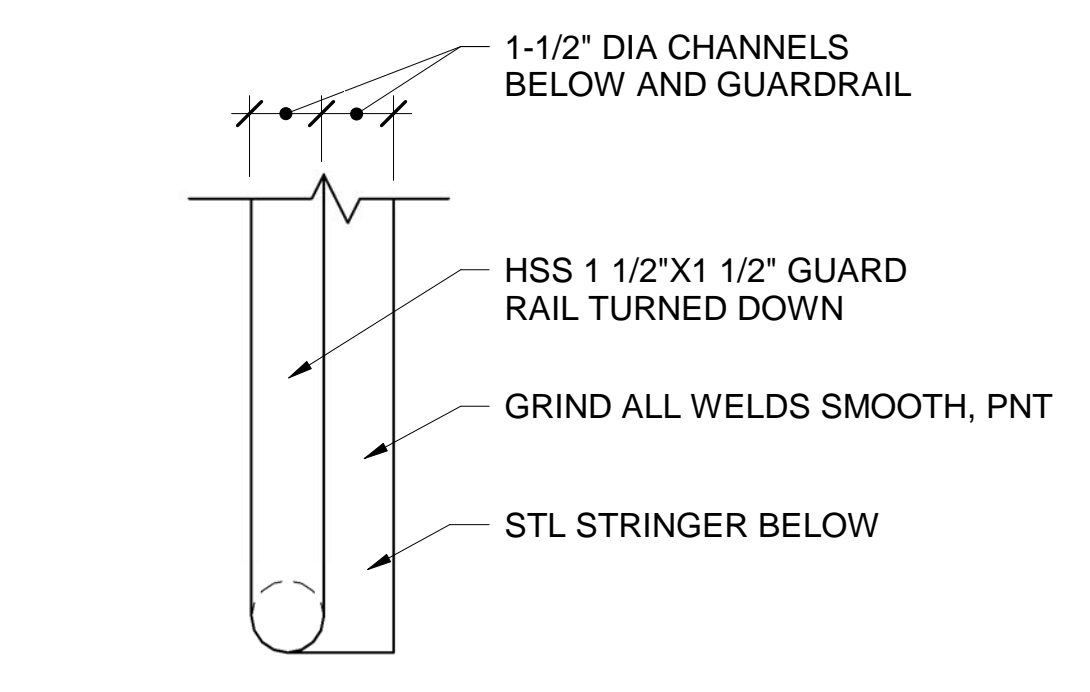 1-1/2" DIA CHANNELS
BELOW AND GUARDRAIL
HSS 1 1/2"X1 1/2" GUARD
RAIL TURNED DOWN
GRIND ALL WELDS SMOOTH, PNT
STL STRINGER BELOW